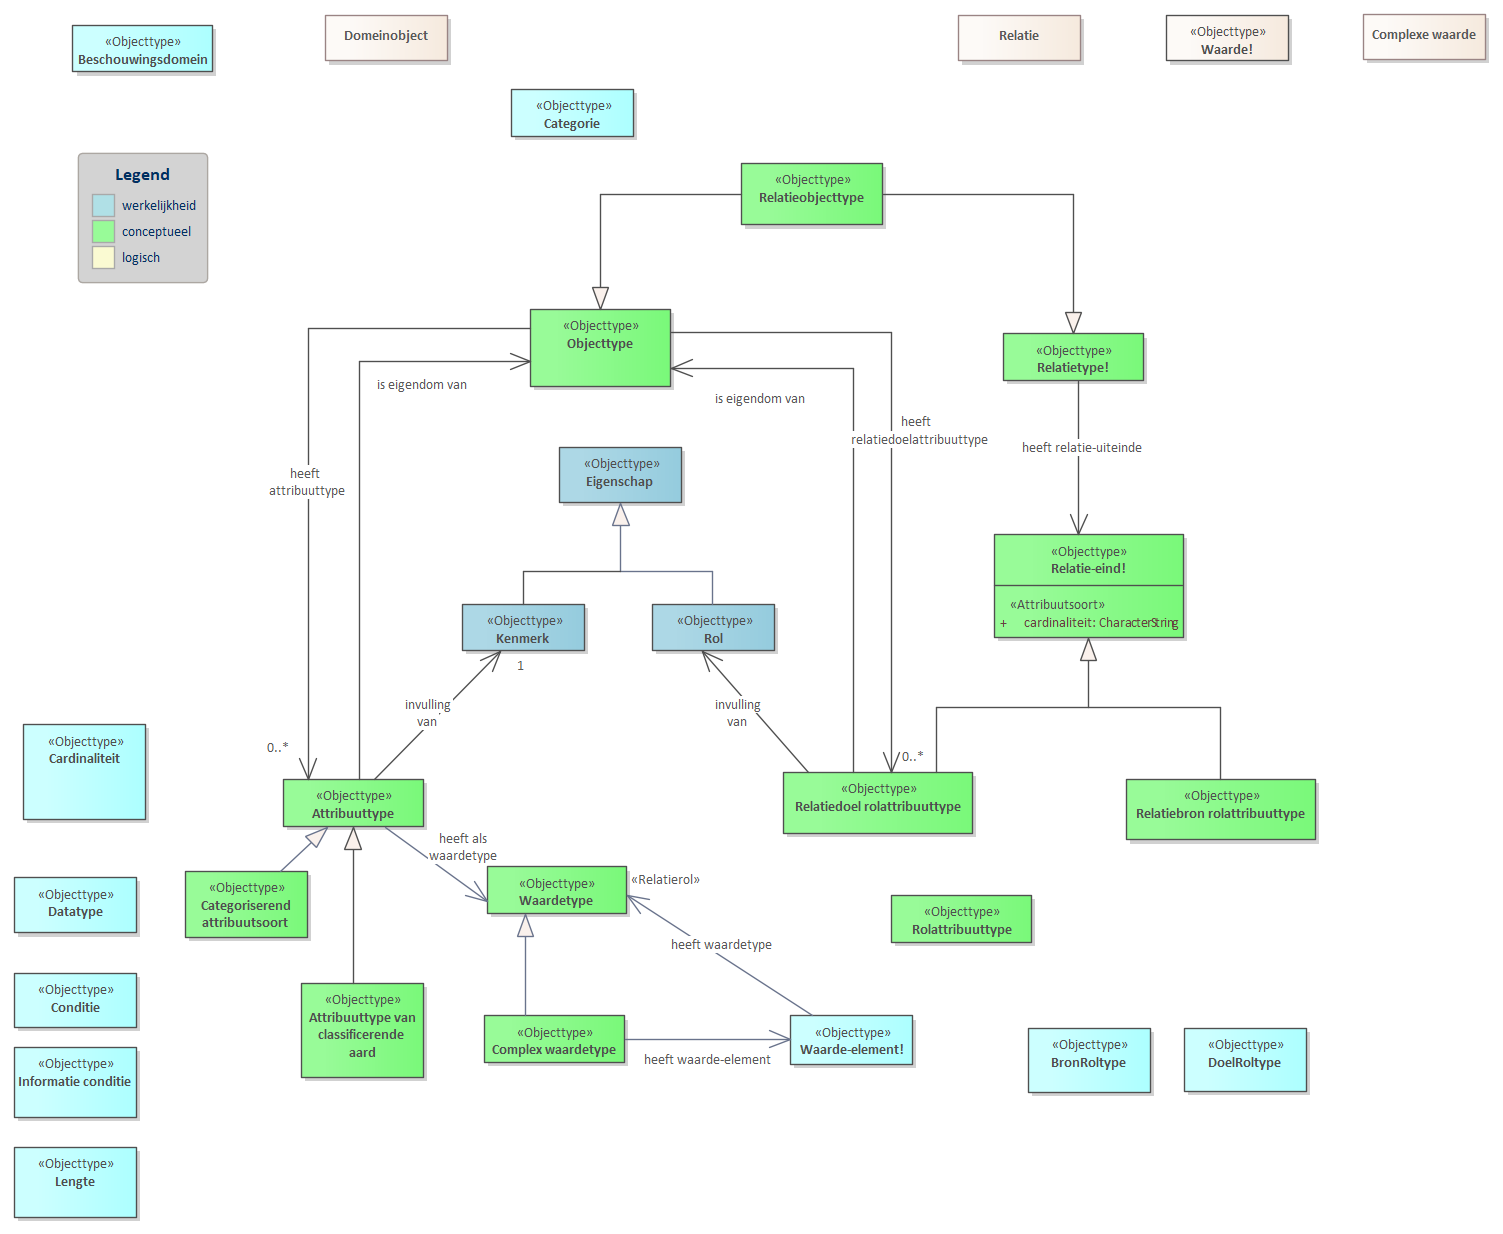 «Objecttype»
Beschouwingsdomein
Domeinobject
Relatie
«Objecttype»
Waarde!
Complexe waarde
«Objecttype»
Categorie
Legend
werkelijkheid
conceptueel
logisch
«Objecttype»
Relatieobjecttype
«Objecttype»
Objecttype
«Objecttype»
Relatietype!
is eigendom van
is eigendom van
heeft
relatiedoelattribuuttype
heeft relatie-uiteinde
heeft
attribuuttype
«Objecttype»
Eigenschap
«Objecttype»
Relatie-eind!
«Attribuutsoort»
+ cardinaliteit: CharacterString
«Objecttype»
Kenmerk
1
«Objecttype»
Rol
invulling
van
invulling
van
0..*
0..*
«Objecttype»
Cardinaliteit
«Objecttype»
Attribuuttype
«Objecttype»
Relatiedoel rolattribuuttype
«Objecttype»
Relatiebron rolattribuuttype
heeft als
waardetype
«Objecttype»
Datatype
«Objecttype»
Categoriserend
attribuutsoort
«Objecttype»
Waardetype
«Relatierol»
«Objecttype»
Rolattribuuttype
heeft waardetype
«Objecttype»
Conditie
«Objecttype»
Attribuuttype van
classificerende
aard
«Objecttype»
Complex waardetype
heeft waarde-element
«Objecttype»
Waarde-element!
«Objecttype»
BronRoltype
«Objecttype»
DoelRoltype
«Objecttype»
Informatie conditie
«Objecttype»
Lengte